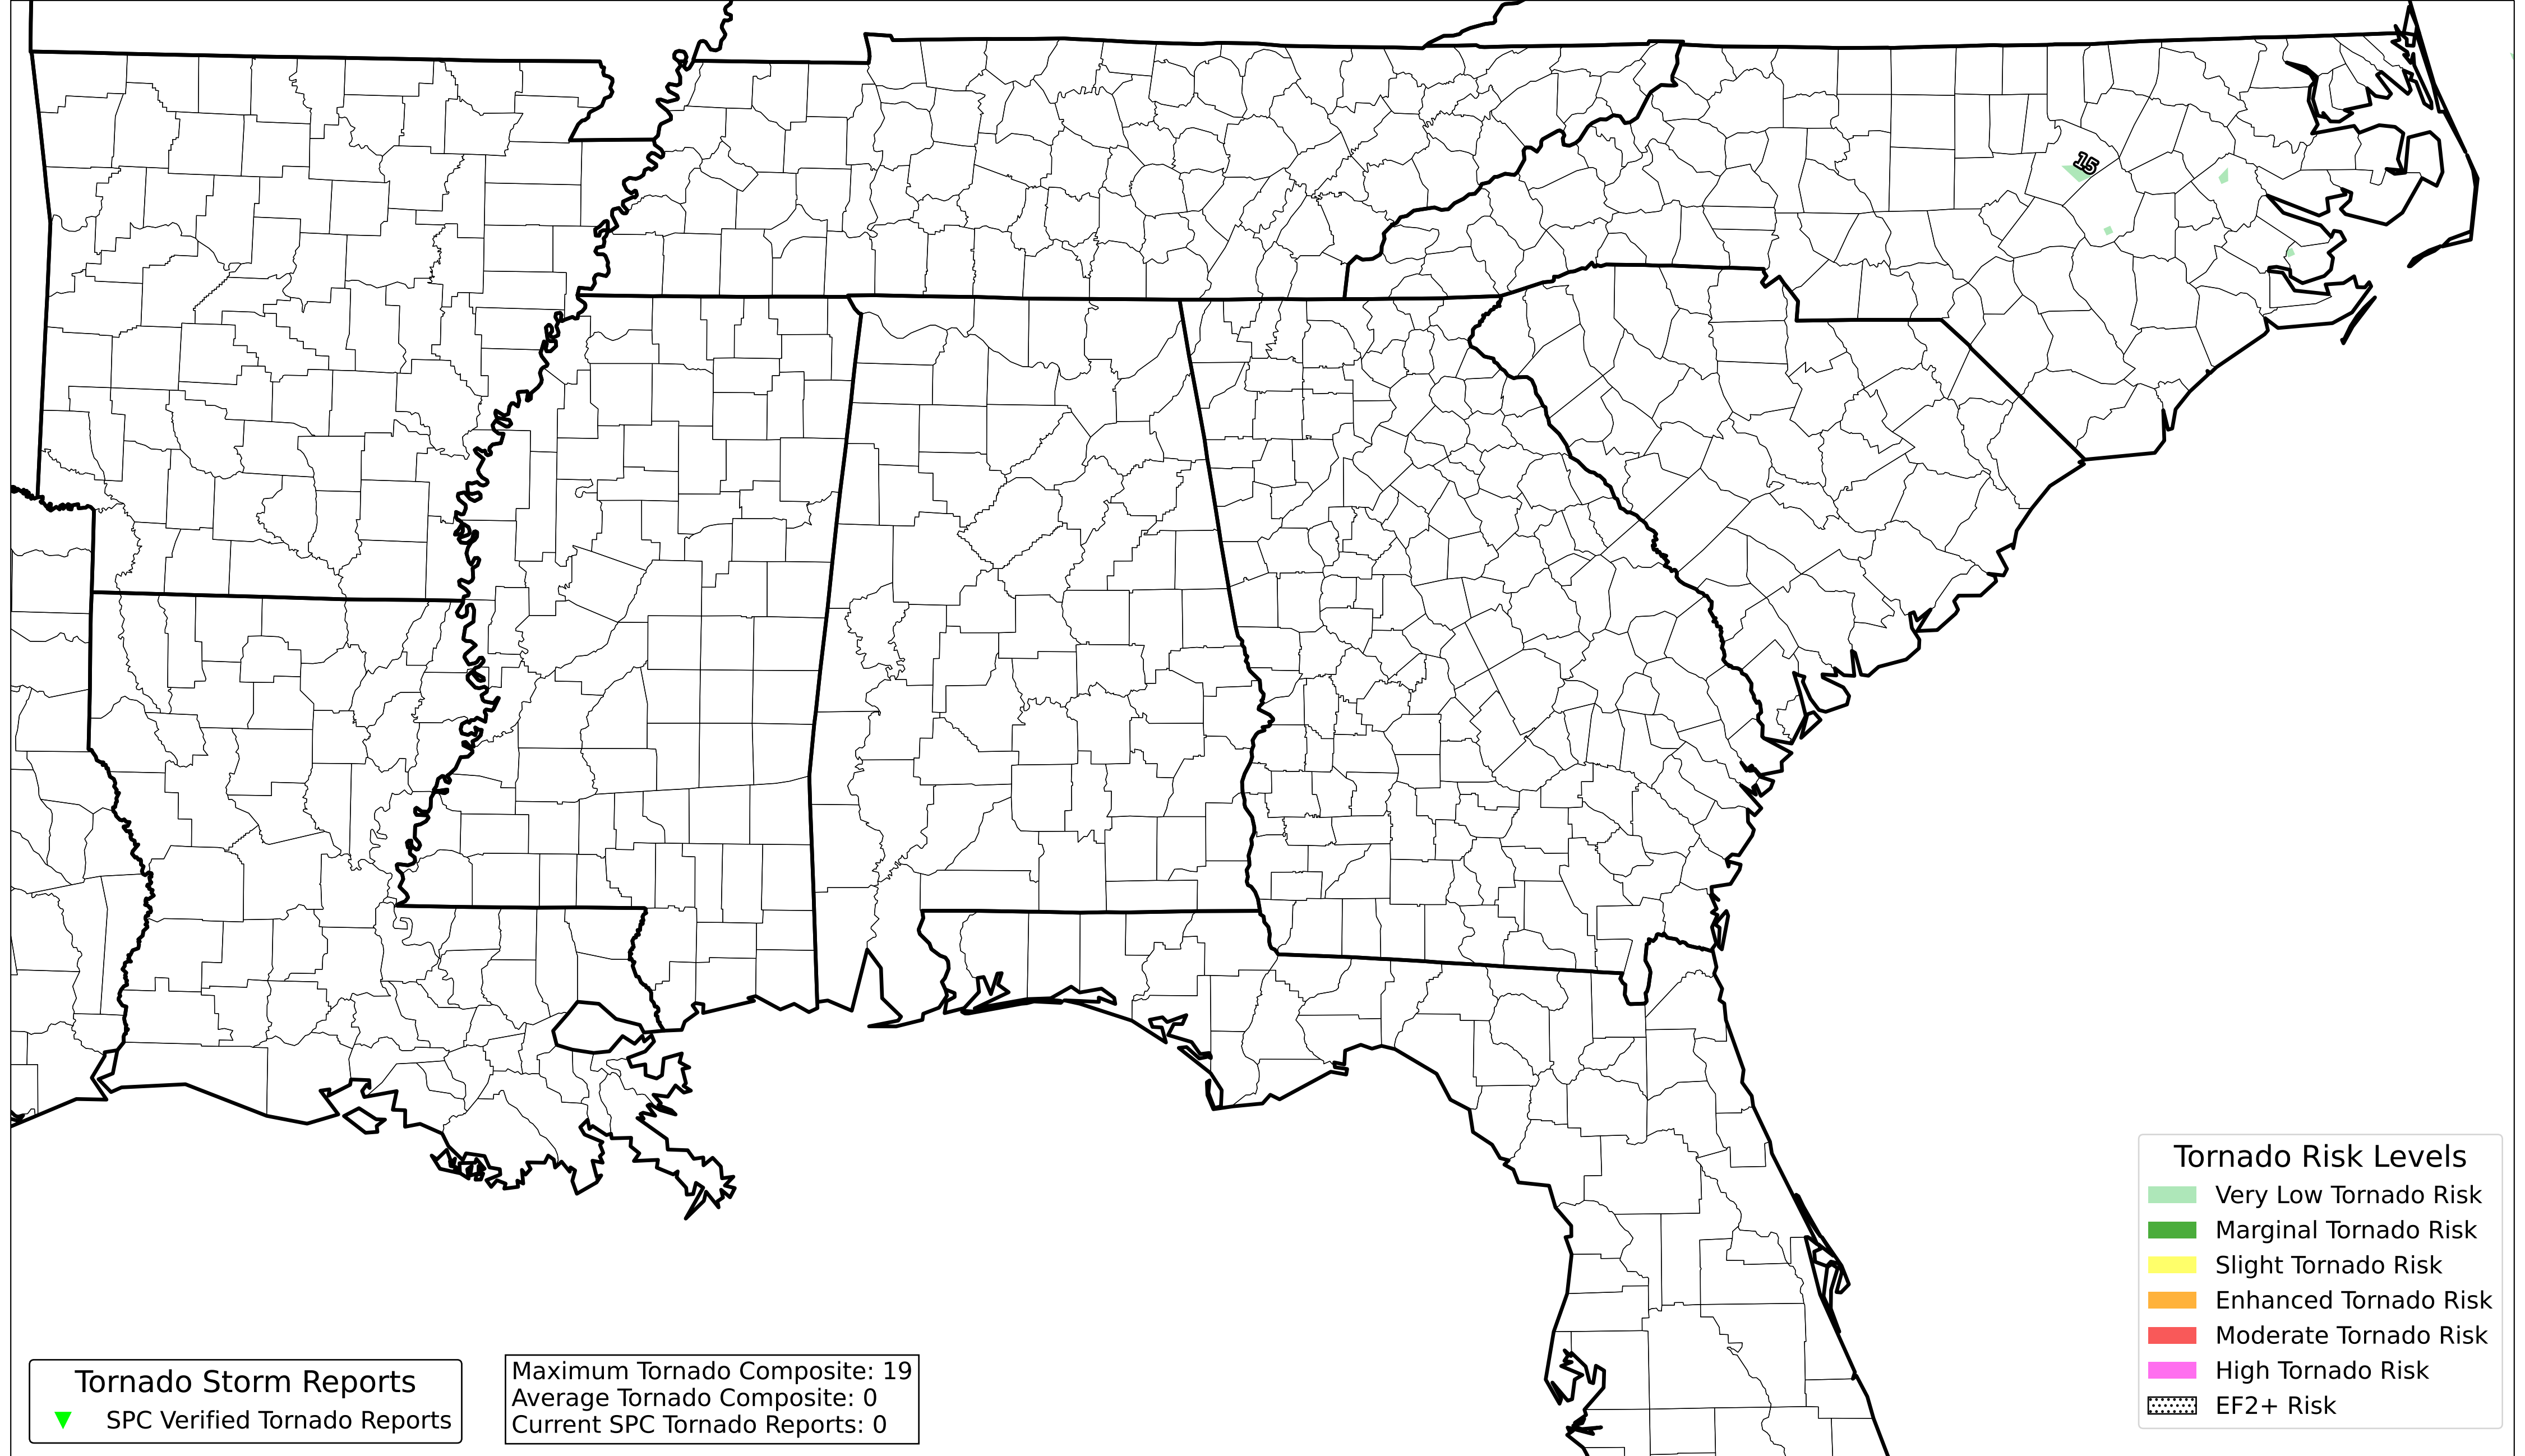 15
Tornado Risk Levels
Very Low Tornado Risk
Marginal Tornado Risk
Slight Tornado Risk
Enhanced Tornado Risk
Moderate Tornado Risk
High Tornado Risk
EF2+ Risk
Tornado Storm Reports
SPC Verified Tornado Reports
Maximum Tornado Composite: 19
Average Tornado Composite: 0
Current SPC Tornado Reports: 0